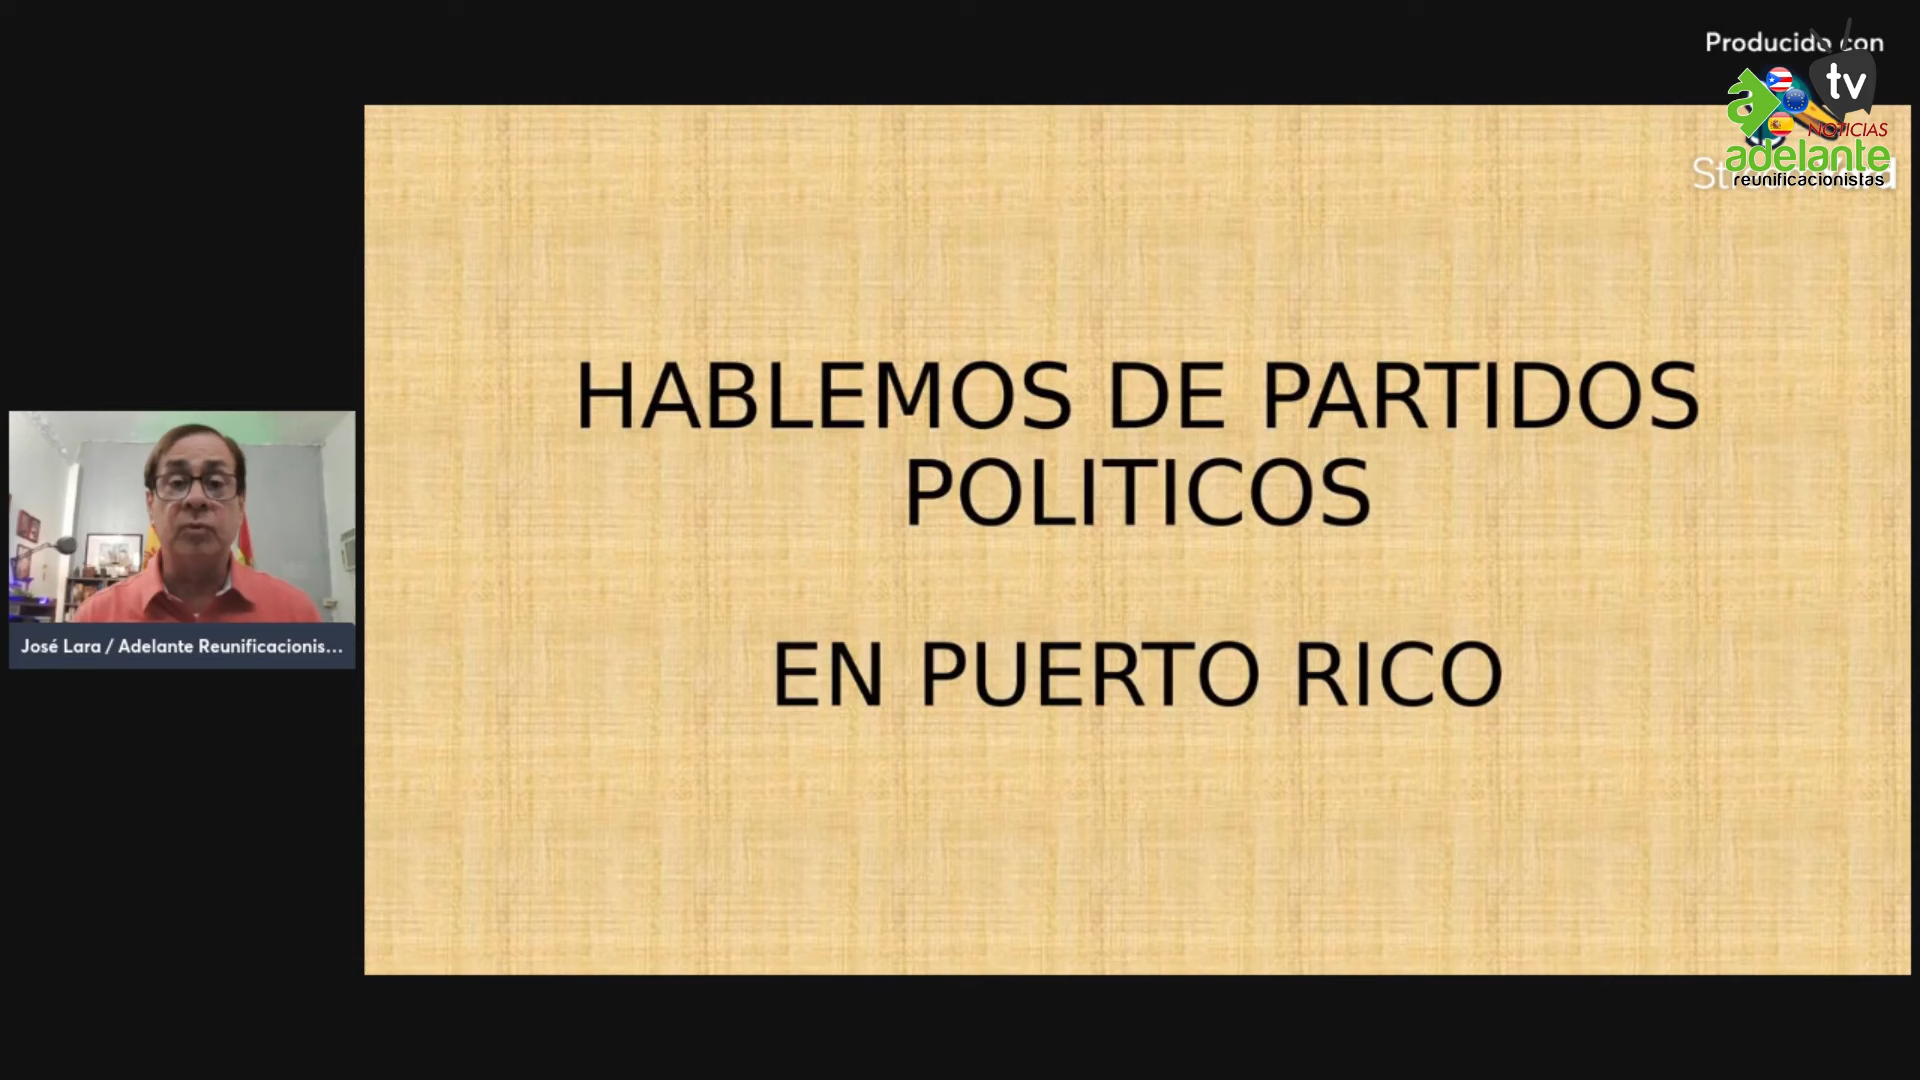 Producido con
tv
a
NOTICIAS
adelante
reunificacionistas
HABLEMOS DE PARTIDOS
POLITICOS
EN PUERTO RICO
José Lara / Adelante Reunificacionis...